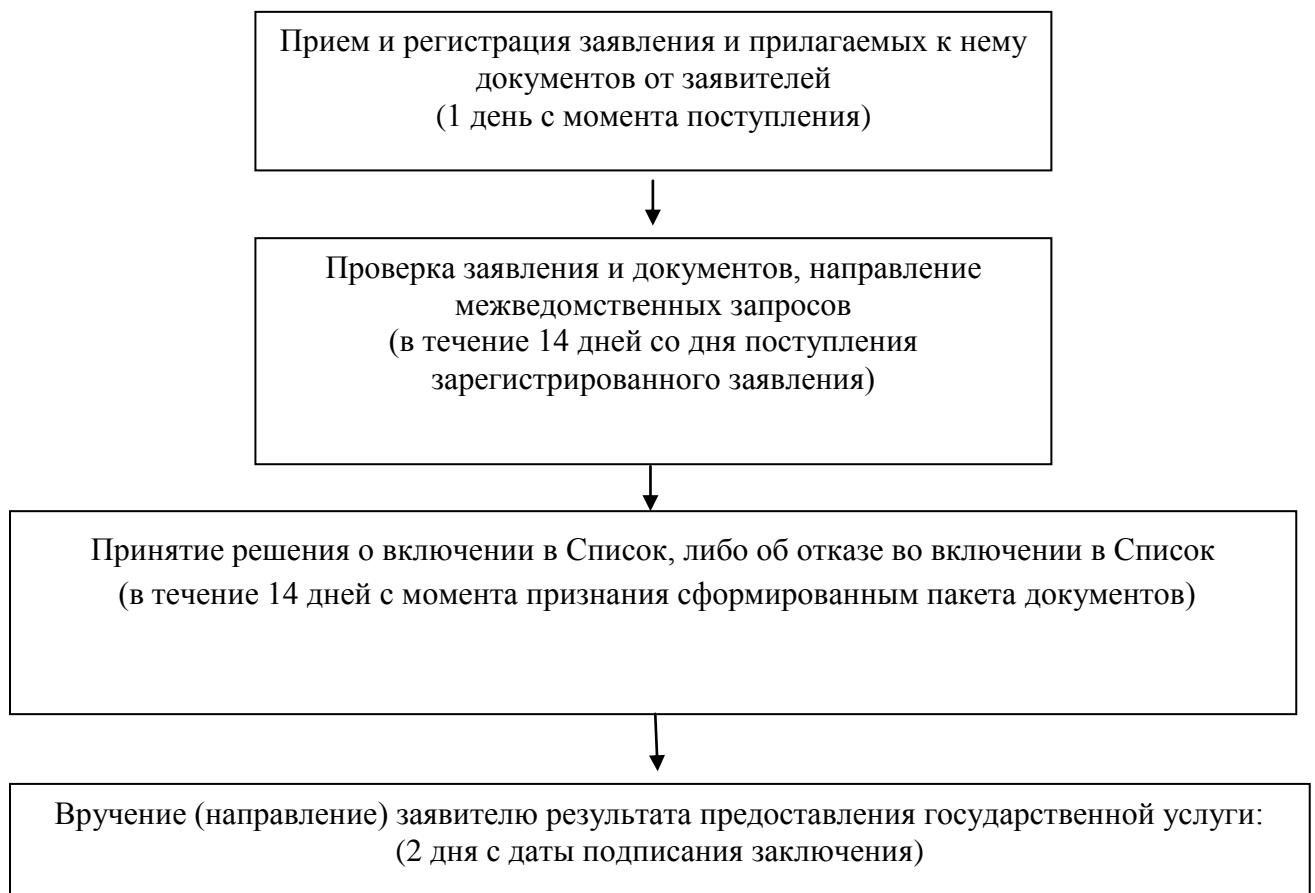 Прием и регистрация заявления и прилагаемых к нему
документов от заявителей
(1 день с момента поступления)
Проверка заявления и документов, направление
межведомственных запросов
(в течение 14 дней со дня поступления
зарегистрированного заявления)
Принятие решения о включении в Список, либо об отказе во включении в Список
(в течение 14 дней с момента признания сформированным пакета документов)
Вручение (направление) заявителю результата предоставления государственной услуги:
(2 дня с даты подписания заключения)